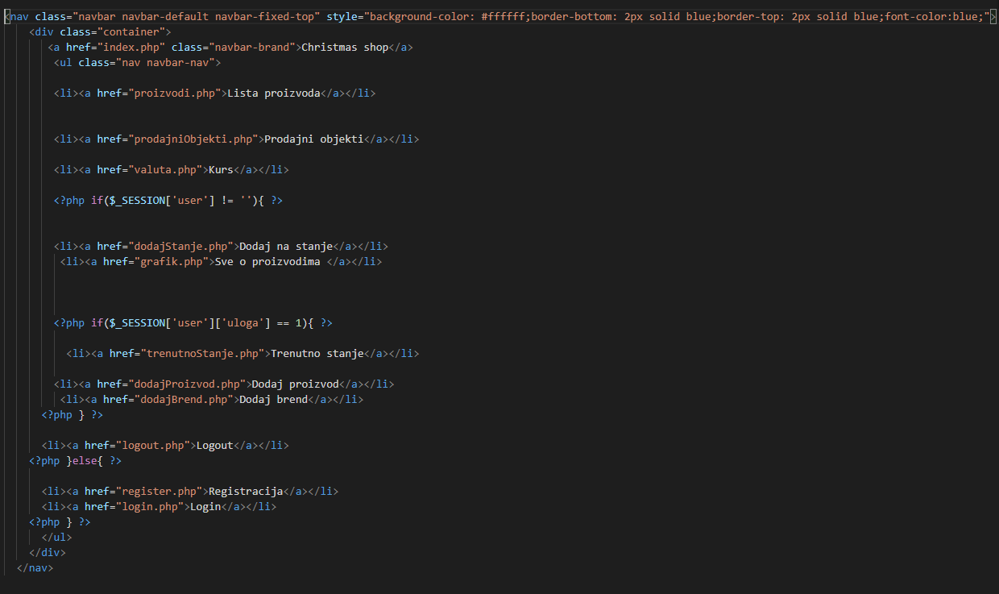 <nav class="navbar navbar-default navbar-fixed-top" style="background-color: #ffffff;border-bottom: 2px solid blue;border-top: 2px solid blue;font-color:blue;">
<div class="container">
<a href="index.php" class="navbar-brand">Christmas shop</a>
<ul class="nav navbar-nav">
<li><a href="proizvodi.php">Lista proizvoda</a></li>
<li><a href="prodajniObjekti.php">Prodajni objekti</a></li>
<li><a href="valuta.php">Kurs</a></li>
<?php if($_SESSION['user'] != ''){ ?>
<li><a href="dodajStanje.php">Dodaj na stanje</a></li>
<li><a href="grafik.php">Sve o proizvodima </a></li>
<?php if($_SESSION['user']['uloga'] == 1){ ?>
<li><a href="trenutnoStanje.php">Trenutno stanje</a></li>
<li><a href="dodajProizvod.php">Dodaj proizvod</a></li>
<li><a href="dodajBrend.php">Dodaj brend</a></li>
<?php } ?>
<li><a href="logout.php">Logout</a></li>
<?php }else{ ?>
<li><a href="register.php">Registracija</a></li>
<li><a href="login.php">Login</a></li>
<?php } ?>
</ul>
</div>
</nav>